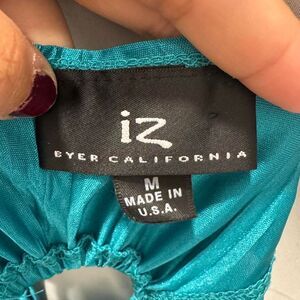 iz
BYER CALIFORNIA
M
MADE IN
U.S.A.